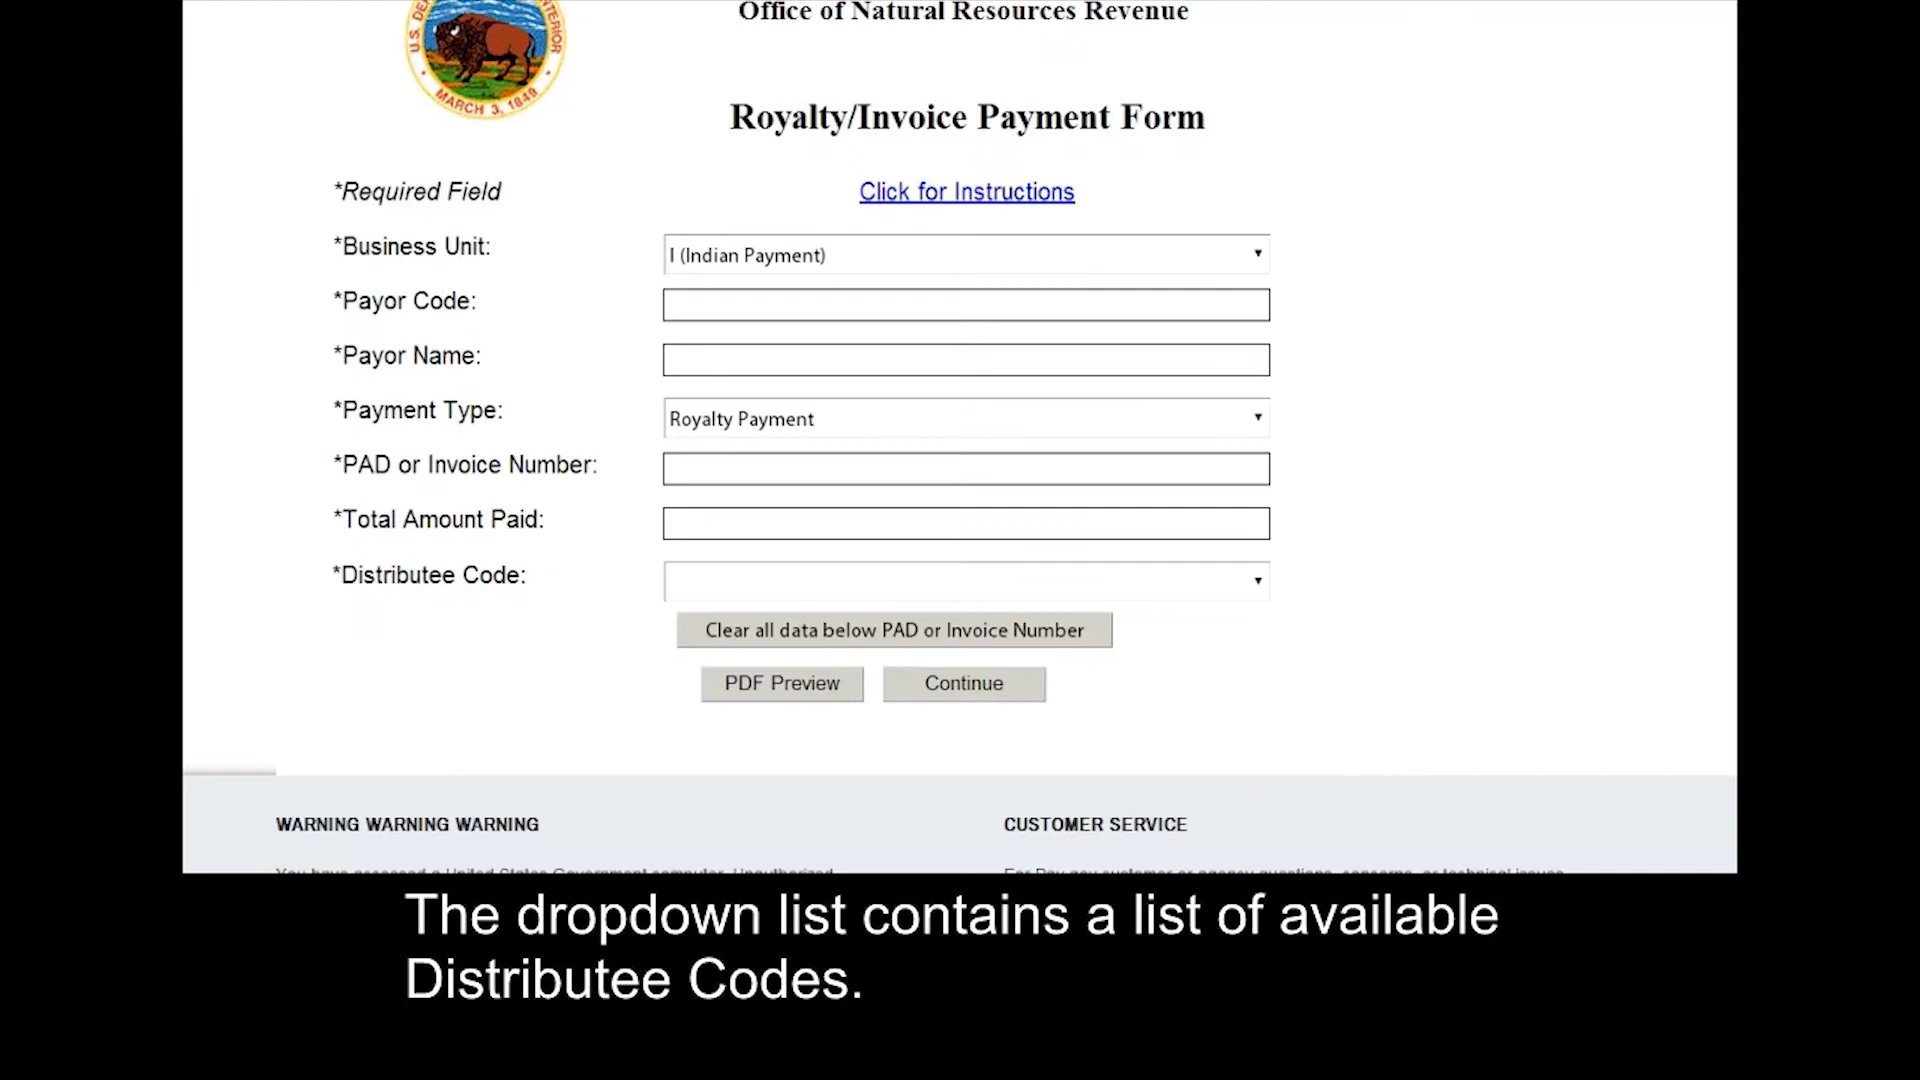 Office of Natural Resources Revenue
MARCH 3, 1849
Royalty/Invoice Payment Form
*Required Field
Click for Instructions
*Business Unit:
I (Indian Payment)
*Payor Code:
*Payor Name:
*Payment Type:
Royalty Payment
*PAD or Invoice Number:
*Total Amount Paid:
*Distributee Code:
Clear all data below PAD or Invoice Number
PDF Preview
Continue
WARNING WARNING WARNING
CUSTOMER SERVICE
The dropdown list contains a list of available
Distributee Codes.